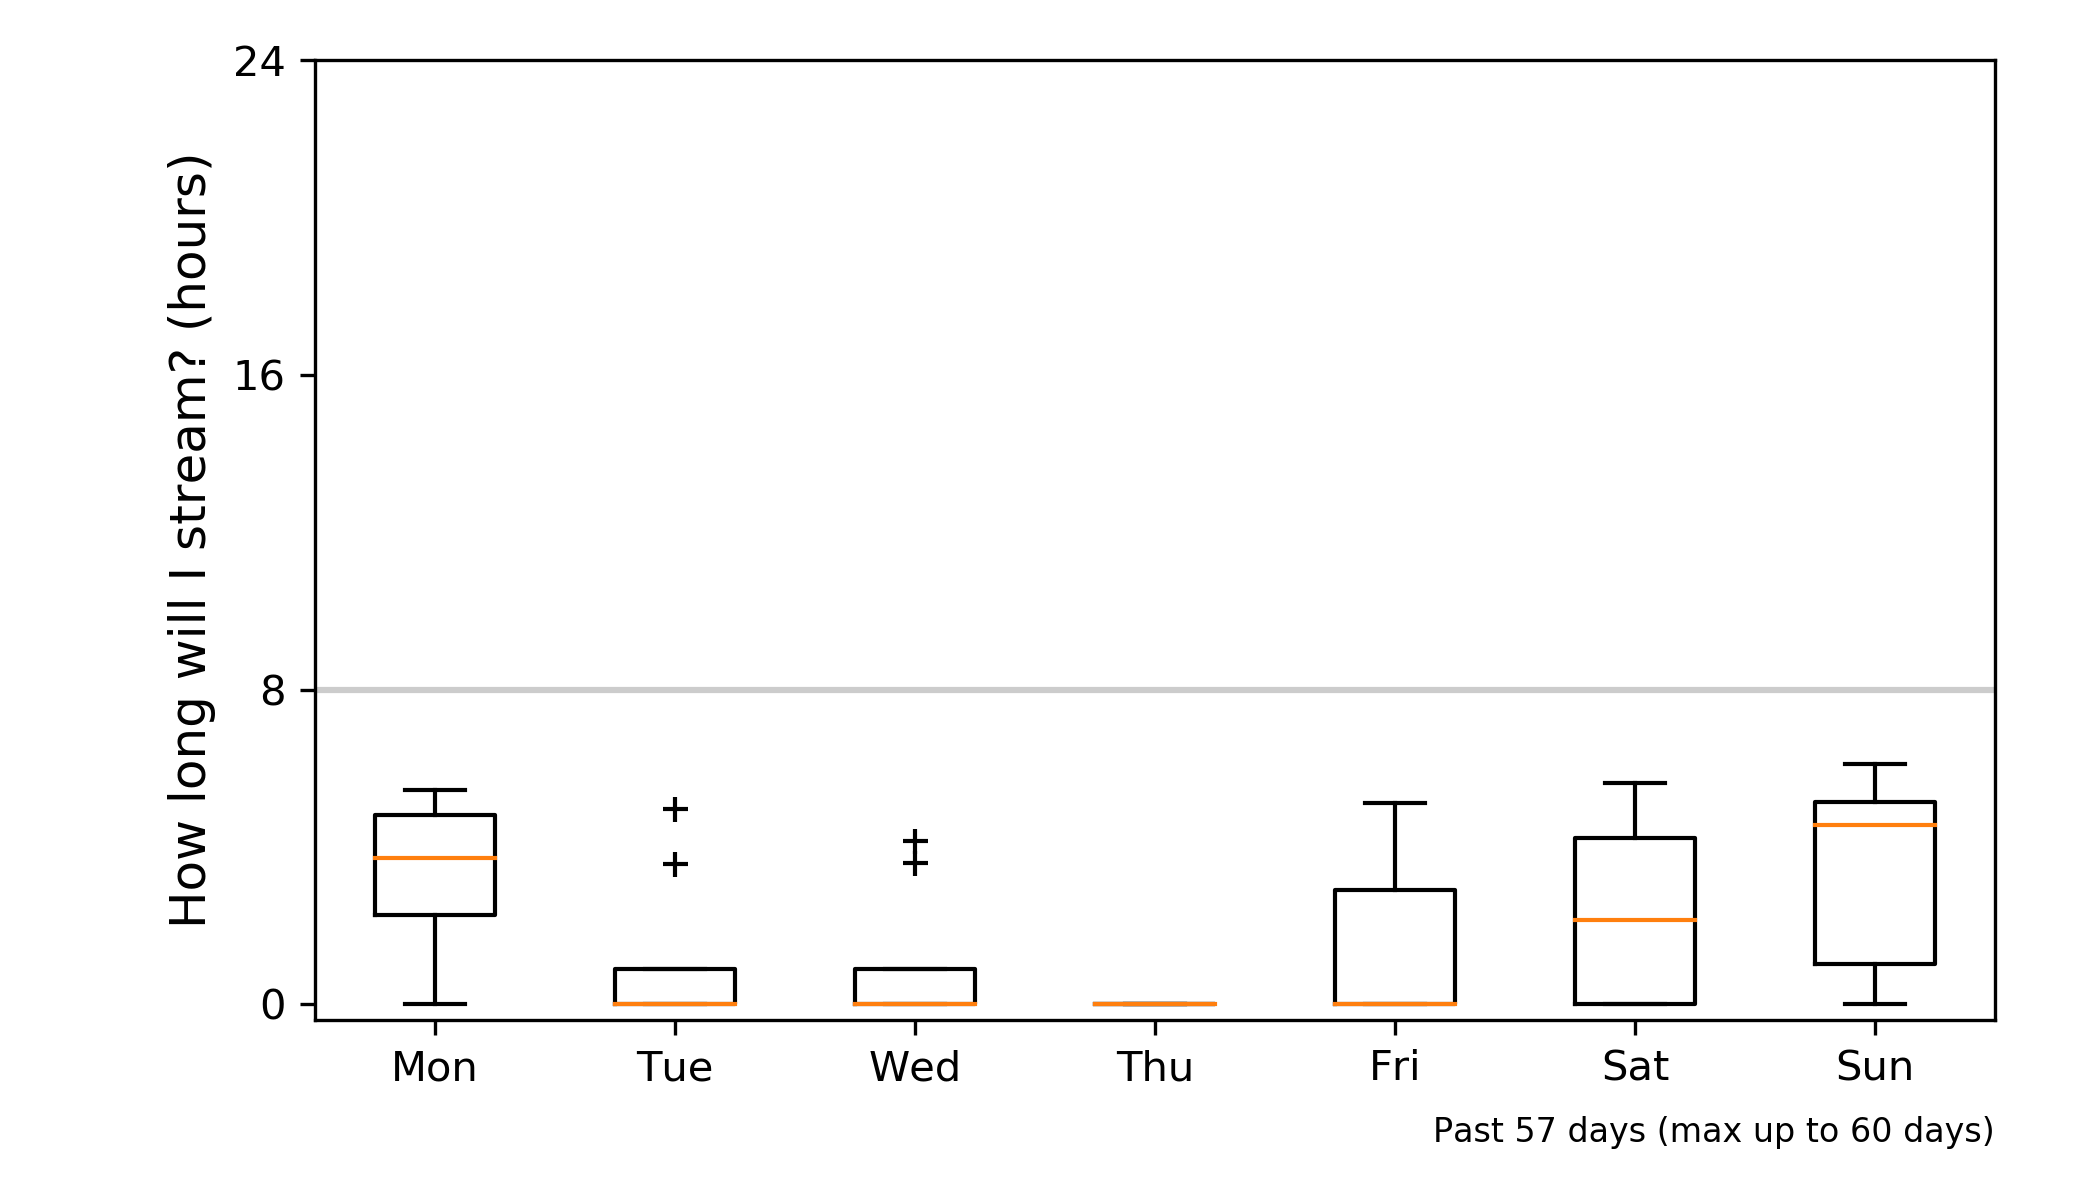 How long will I stream? (hours)
24
16
8
0
Mon Tue Wed Thu Fri Sat Sun
Past 57 days (max up to 60 days)